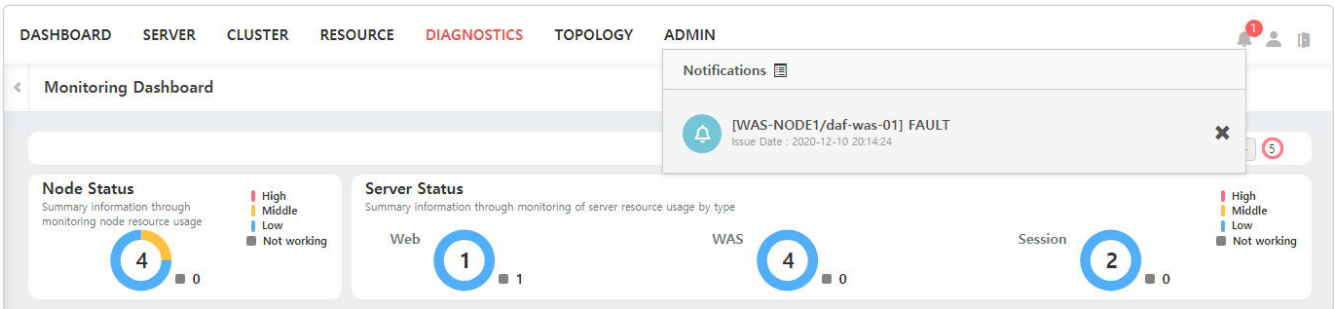 DASHBOARD SERVER CLUSTER RESOURCE DIAGNOSTICS TOPOLOGY ADMIN 1
Notifications
Monitoring Dashboard
[WAS-NODE1/daf-was-01] FAULT
Issue Date : 2020-12-10 20:14:24
5
Node Status
Summary information through
monitoring node resource usage
High
Middle
Low
Not working
4
0
Server Status
Summary information through monitoring of server resource usage by type
High
Middle
Low
Not working
Web
1
1
WAS
4
0
Session
2
0